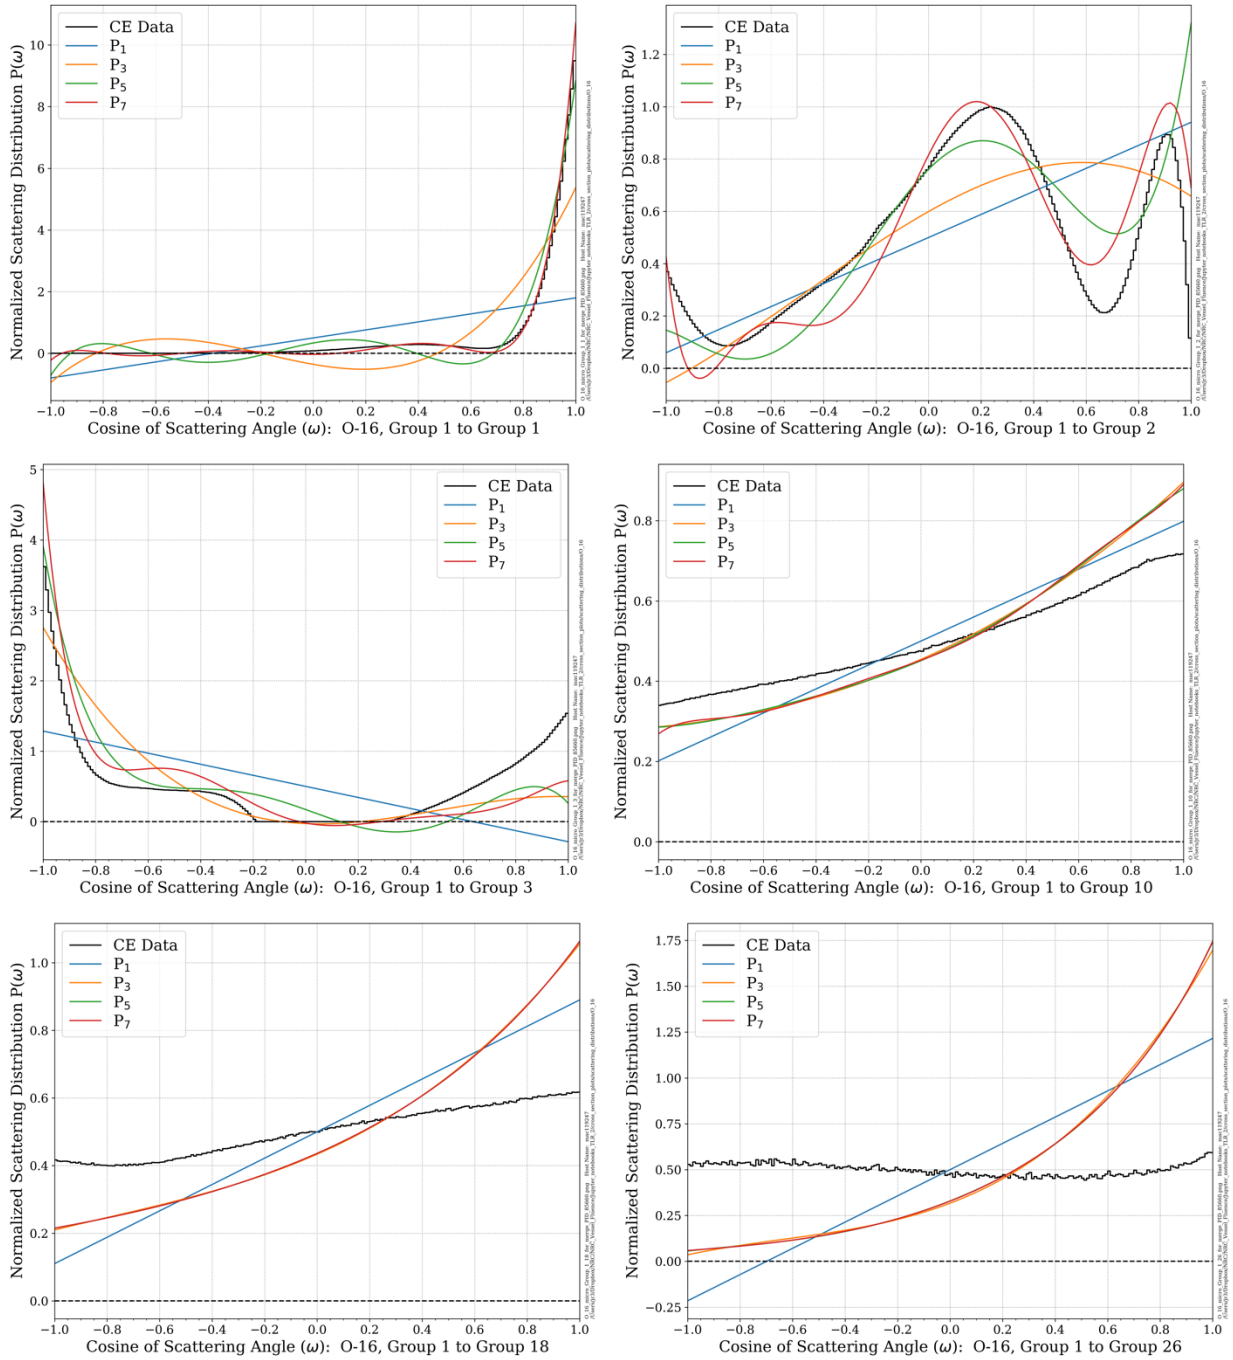 Normalized Scattering Distribution P(ω)
10
8
6
4
2
0
CE Data
P₁
P₃
P₅
P₇
−1.0 −0.8 −0.6 −0.4 −0.2 0.0 0.2 0.4 0.6 0.8 1.0
Cosine of Scattering Angle (ω): O-16, Group 1 to Group 1
Normalized Scattering Distribution P(ω)
1.2
1.0
0.8
0.6
0.4
0.2
0.0
CE Data
P₁
P₃
P₅
P₇
−1.0 −0.8 −0.6 −0.4 −0.2 0.0 0.2 0.4 0.6 0.8 1.0
Cosine of Scattering Angle (ω): O-16, Group 1 to Group 2
Normalized Scattering Distribution P(ω)
5
4
3
2
1
0
CE Data
P₁
P₃
P₅
P₇
−1.0 −0.8 −0.6 −0.4 −0.2 0.0 0.2 0.4 0.6 0.8 1.0
Cosine of Scattering Angle (ω): O-16, Group 1 to Group 3
Normalized Scattering Distribution P(ω)
0.8
0.6
0.4
0.2
0.0
CE Data
P₁
P₃
P₅
P₇
−1.0 −0.8 −0.6 −0.4 −0.2 0.0 0.2 0.4 0.6 0.8 1.0
Cosine of Scattering Angle (ω): O-16, Group 1 to Group 10
Normalized Scattering Distribution P(ω)
1.0
0.8
0.6
0.4
0.2
0.0
CE Data
P₁
P₃
P₅
P₇
−1.0 −0.8 −0.6 −0.4 −0.2 0.0 0.2 0.4 0.6 0.8 1.0
Cosine of Scattering Angle (ω): O-16, Group 1 to Group 18
Normalized Scattering Distribution P(ω)
1.75
1.50
1.25
1.00
0.75
0.50
0.25
0.00
−0.25
CE Data
P₁
P₃
P₅
P₇
−1.0 −0.8 −0.6 −0.4 −0.2 0.0 0.2 0.4 0.6 0.8 1.0
Cosine of Scattering Angle (ω): O-16, Group 1 to Group 26